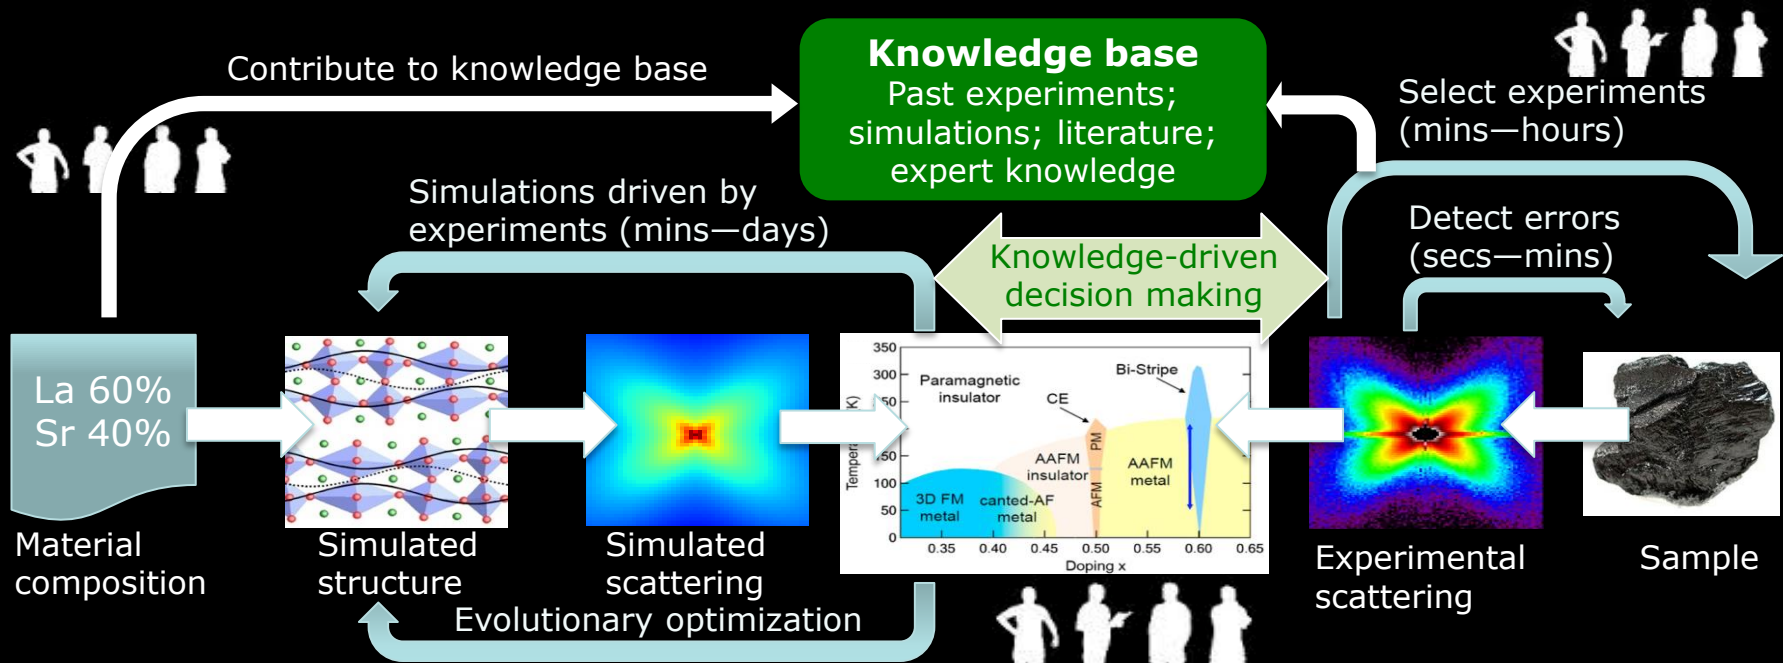 Knowledge base
Past experiments;
simulations; literature;
expert knowledge
Contribute to knowledge base
Select experiments
(mins—hours)
Simulations driven by
experiments (mins—days)
Knowledge-driven
decision making
Detect errors
(secs—mins)
La 60%
Sr 40%
350
300
150
100
50
0
Paramagnetic
insulator
Bi-Stripe
CE
PM
AFM
AAFM
insulator
AAFM
metal
3D FM
metal
canted-AF
metal
0.35
0.40
0.45
0.50
0.55
0.60
0.65
Doping x
Material
composition
Simulated
structure
Simulated
scattering
Experimental
scattering
Sample
Evolutionary optimization